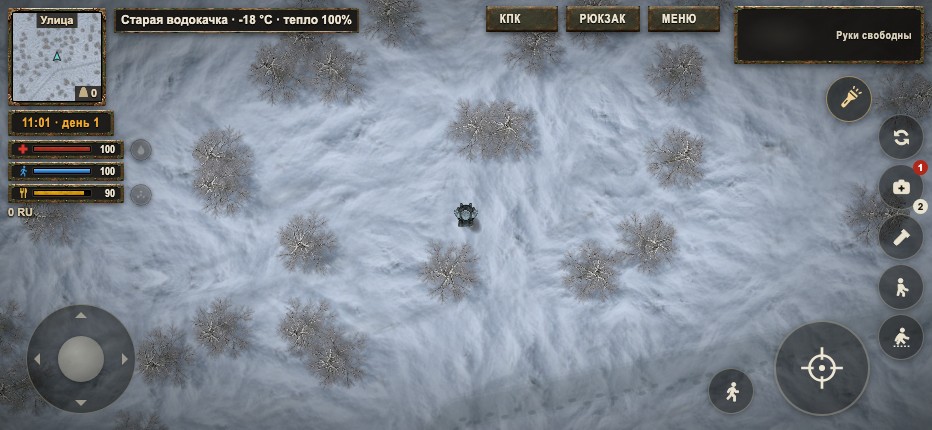 Улица
Старая водокачка · -18 °C · тепло 100%
КПК
РЮКЗАК
МЕНЮ
Руки свободны
0
11:01 · день 1
100
100
90
0 RU
1
2